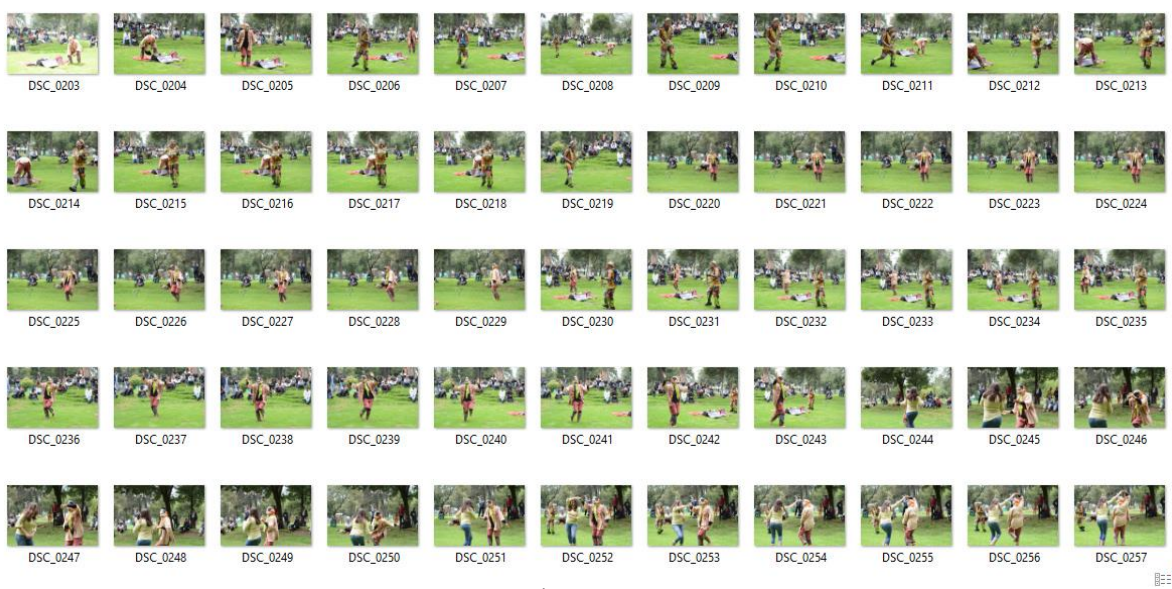 DSC_0203 DSC_0204 DSC_0205 DSC_0206 DSC_0207 DSC_0208 DSC_0209 DSC_0210 DSC_0211 DSC_0212 DSC_0213
DSC_0214 DSC_0215 DSC_0216 DSC_0217 DSC_0218 DSC_0219 DSC_0220 DSC_0221 DSC_0222 DSC_0223 DSC_0224
DSC_0225 DSC_0226 DSC_0227 DSC_0228 DSC_0229 DSC_0230 DSC_0231 DSC_0232 DSC_0233 DSC_0234 DSC_0235
DSC_0236 DSC_0237 DSC_0238 DSC_0239 DSC_0240 DSC_0241 DSC_0242 DSC_0243 DSC_0244 DSC_0245 DSC_0246
DSC_0247 DSC_0248 DSC_0249 DSC_0250 DSC_0251 DSC_0252 DSC_0253 DSC_0254 DSC_0255 DSC_0256 DSC_0257